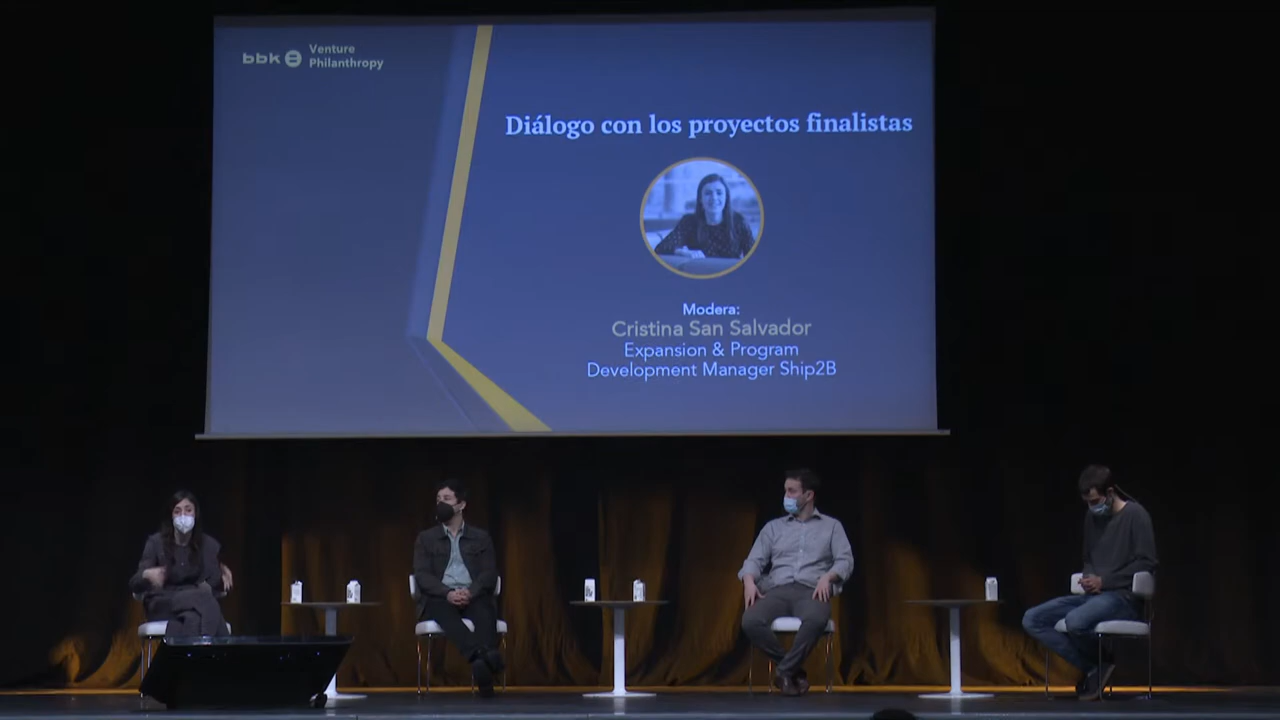 bbk Venture
Philanthropy
Diálogo con los proyectos finalistas
Modera:
Cristina San Salvador
Expansion & Program
Development Manager Ship2B